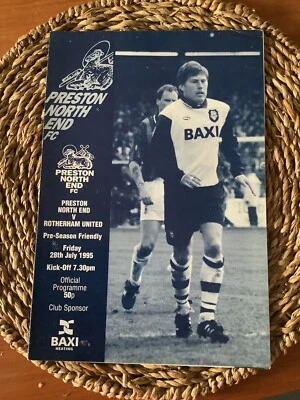 PRESTON
NORTH
END
FC
PRESTON
NORTH
END
FC
PRESTON
NORTH END
V
ROTHERHAM UNITED
Pre-Season Friendly
Friday
28th July 1995
Kick-Off 7.30pm
Official
Programme
50p
Club Sponsor
BAXI
HEATING
BAXI